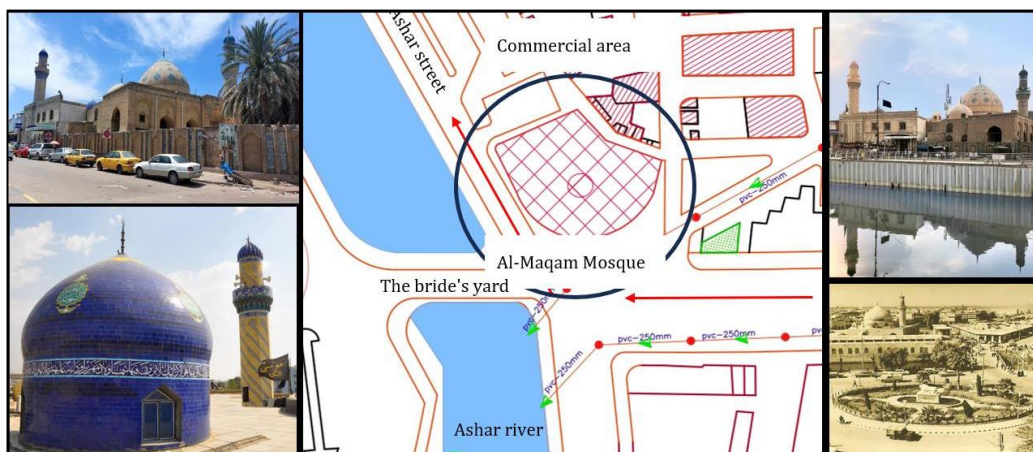 Ashar street
Commercial area
pvc-250mm
Al-Maqam Mosque
The bride's yard
pvc-250mm
pvc-250mm
pvc-250mm
pvc-250mm
Ashar river